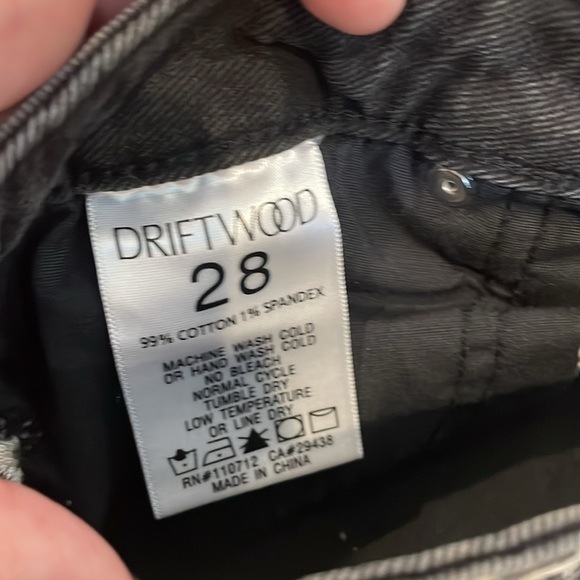 DRIFTWOOD
28
99% COTTON 1% SPANDEX
MACHINE WASH COLD
OR HAND WASH COLD
NO BLEACH
NORMAL CYCLE
TUMBLE DRY
LOW TEMPERATURE
OR LINE DRY
RN#110712 CA#29438
MADE IN CHINA